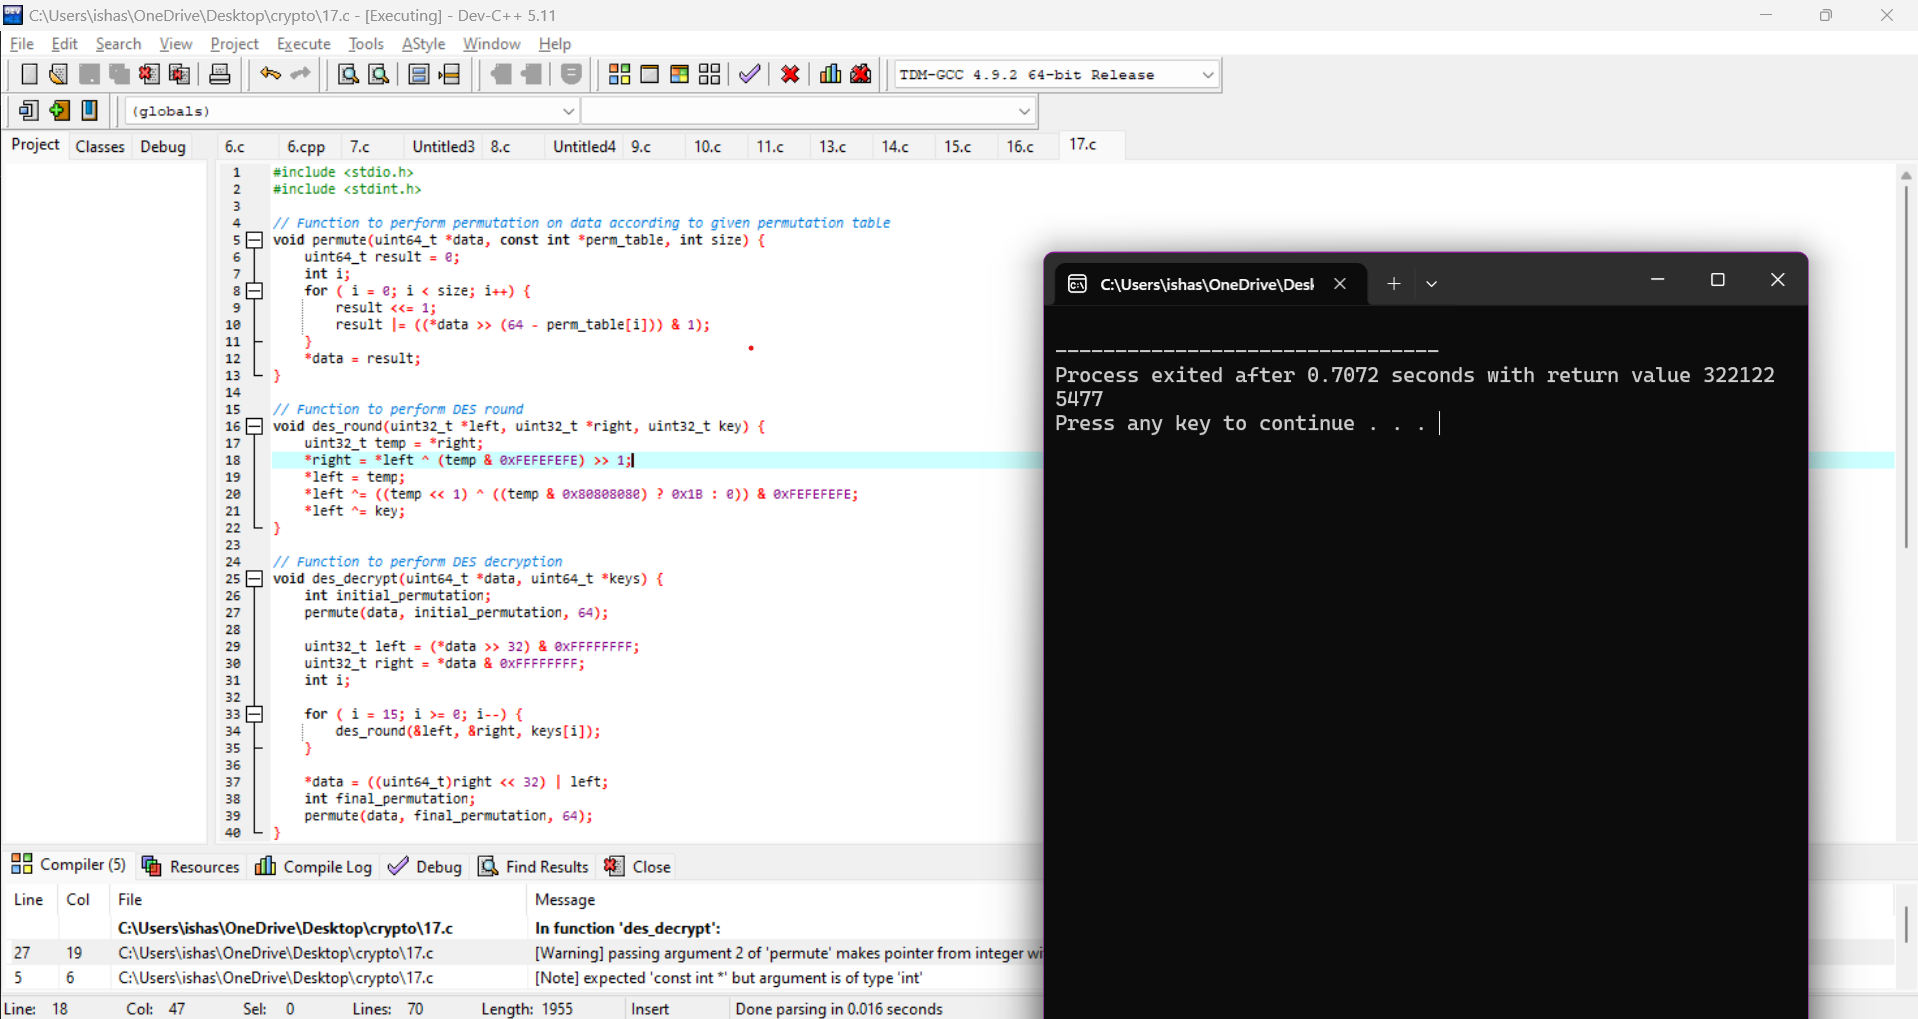 C:\Users\ishas\OneDrive\Desktop\crypto\17.c - [Executing] - Dev-C++ 5.11
File Edit Search View Project Execute Tools AStyle Window Help
TDM-GCC 4.9.2 64-bit Release
(globals)
Project Classes Debug
6.c 6.cpp 7.c Untitled3 8.c Untitled4 9.c 10.c 11.c 13.c 14.c 15.c 16.c 17.c
1 #include <stdio.h>
2 #include <stdint.h>
3
4 // Function to perform permutation on data according to given permutation table
5 void permute(uint64_t *data, const int *perm_table, int size) {
6 uint64_t result = 0;
7 int i;
8 for ( i = 0; i < size; i++) {
9 result <<= 1;
10 result |= ((*data >> (64 - perm_table[i])) & 1);
11 }
12 *data = result;
13 }
14
15 // Function to perform DES round
16 void des_round(uint32_t *left, uint32_t *right, uint32_t key) {
17 uint32_t temp = *right;
18 *right = *left ^ (temp & 0xFEFEFEFE) >> 1;
19 *left = temp;
20 *left ^= ((temp << 1) ^ ((temp & 0x80808080) ? 0x1B : 0)) & 0xFEFEFEFE;
21 *left ^= key;
22 }
23
24 // Function to perform DES decryption
25 void des_decrypt(uint64_t *data, uint64_t *keys) {
26 int initial_permutation;
27 permute(data, initial_permutation, 64);
28
29 uint32_t left = (*data >> 32) & 0xFFFFFFFF;
30 uint32_t right = *data & 0xFFFFFFFF;
31 int i;
32
33 for ( i = 15; i >= 0; i--) {
34 des_round(&left, &right, keys[i]);
35 }
36
37 *data = ((uint64_t)right << 32) | left;
38 int final_permutation;
39 permute(data, final_permutation, 64);
40 }
C:\Users\ishas\OneDrive\Desl
--------------------------------
Process exited after 0.7072 seconds with return value 322122
5477
Press any key to continue . . .
Compiler (5) Resources Compile Log Debug Find Results Close
Line Col File Message
C:\Users\ishas\OneDrive\Desktop\crypto\17.c In function 'des_decrypt':
27 19 C:\Users\ishas\OneDrive\Desktop\crypto\17.c [Warning] passing argument 2 of 'permute' makes pointer from integer wi
5 6 C:\Users\ishas\OneDrive\Desktop\crypto\17.c [Note] expected 'const int *' but argument is of type 'int'
Line: 18 Col: 47 Sel: 0 Lines: 70 Length: 1955 Insert Done parsing in 0.016 seconds